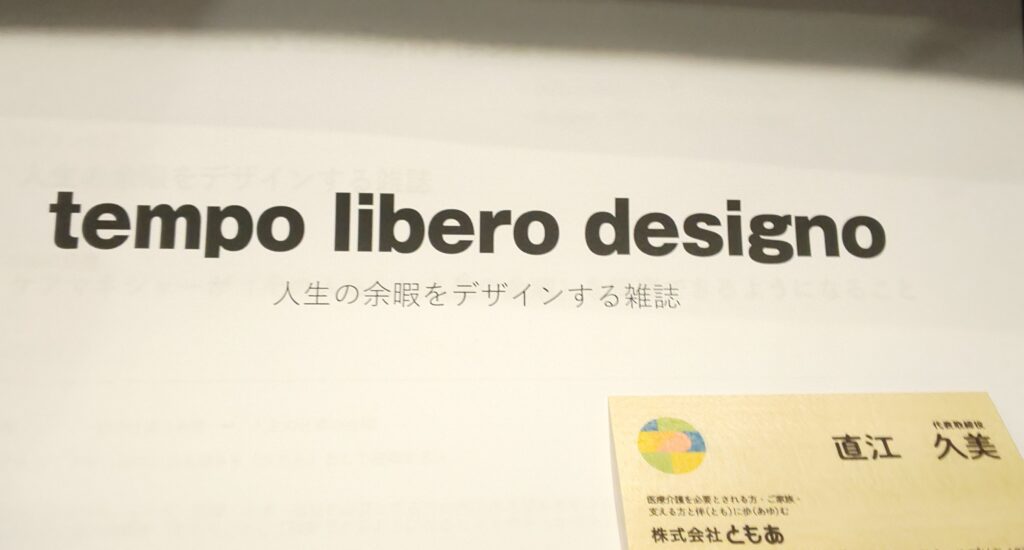 tempo libero designo
人生の余暇をデザインする雑誌
代表取締役
直江 久美
医療介護を必要とされる方・ご家族・
支える方と伴(とも)に歩(あゆ)む
株式会社ともあ